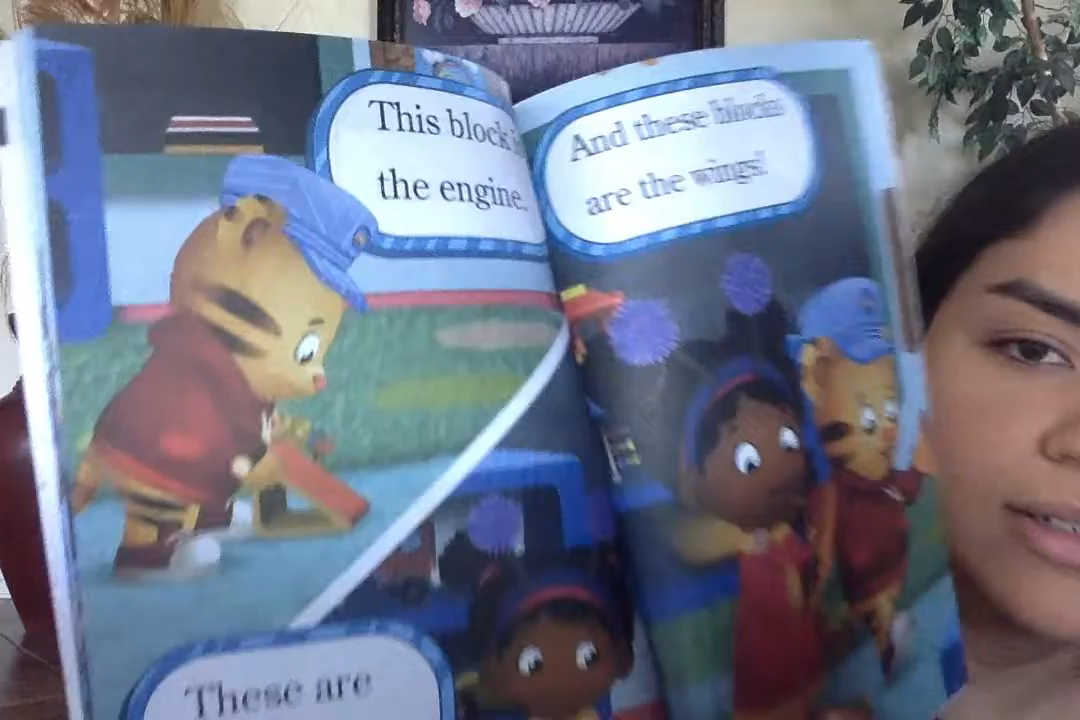 This block
the engine.
These are
And these blocks
are the wings!